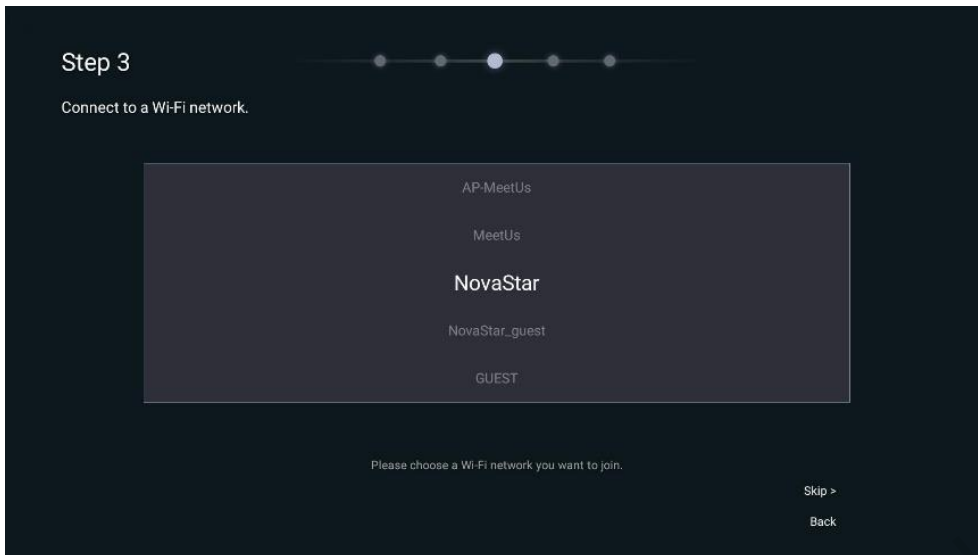 Step 3
Connect to a Wi-Fi network.
AP-MeetUs
MeetUs
NovaStar
NovaStar_guest
GUEST
Please choose a Wi-Fi network you want to join.
Skip >
Back